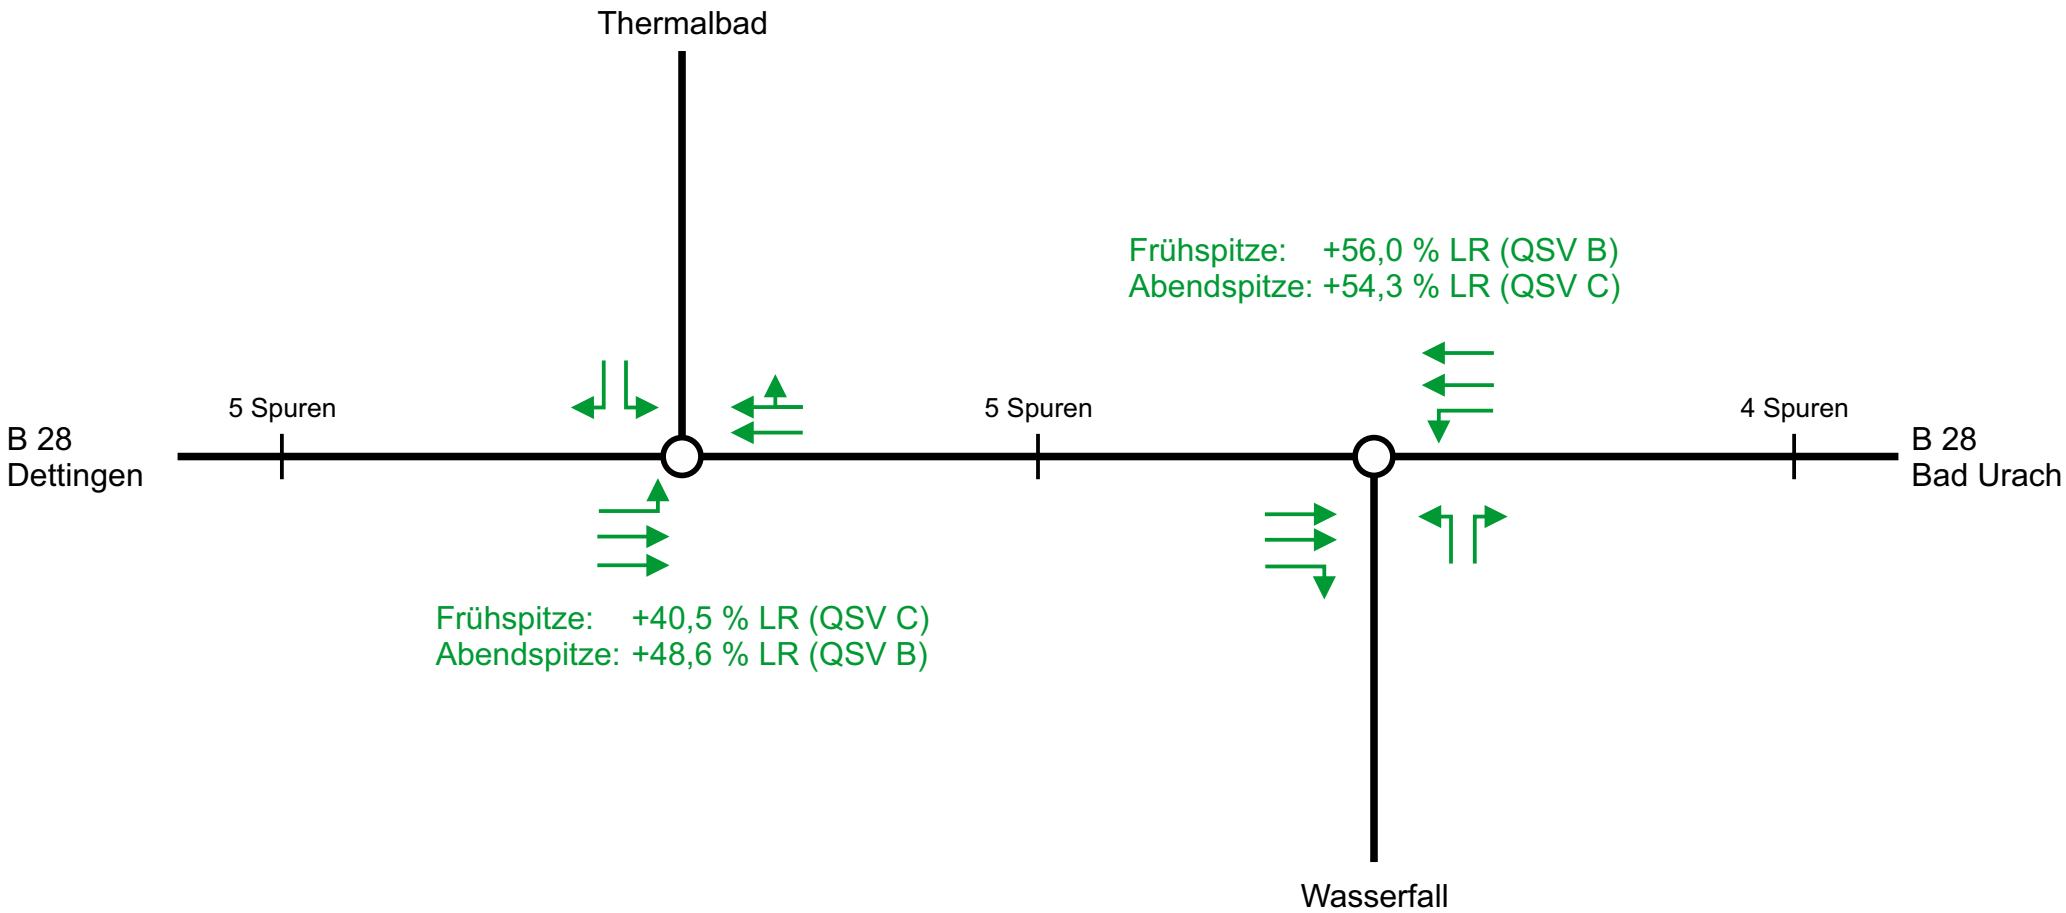 Thermalbad
Frühspitze: +56,0 % LR (QSV B)
Abendspitze: +54,3 % LR (QSV C)
5 Spuren
5 Spuren
4 Spuren
B 28
Dettingen
B 28
Bad Urach
Frühspitze: +40,5 % LR (QSV C)
Abendspitze: +48,6 % LR (QSV B)
Wasserfall